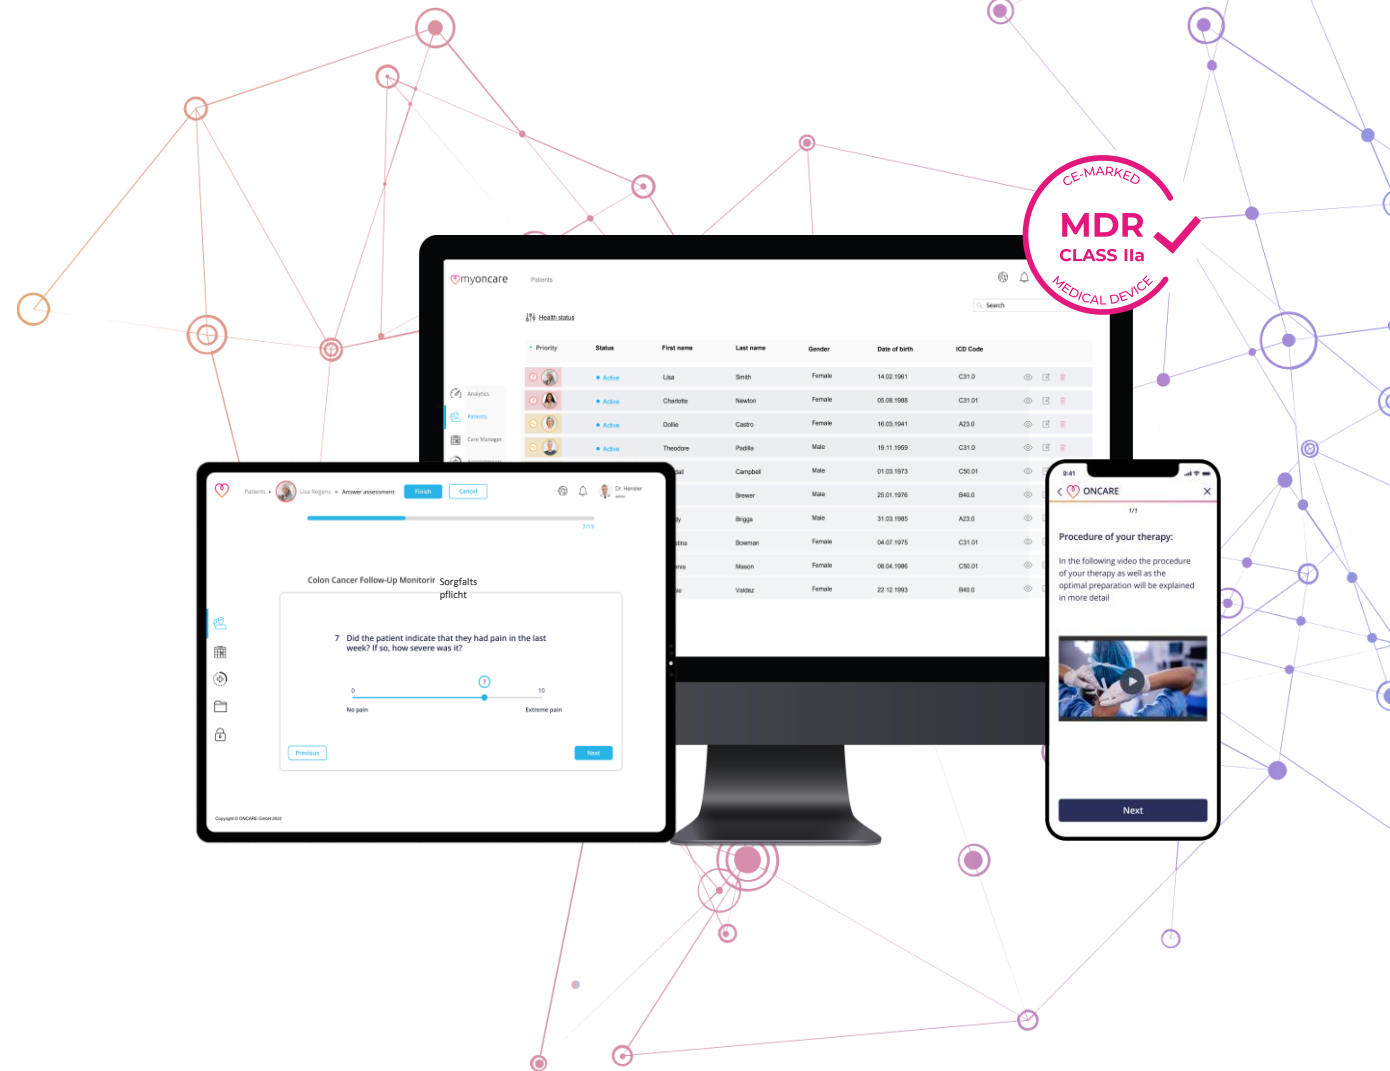 CE-MARKED
MDR
CLASS IIa
MEDICAL DEVICE
myoncare
Patients
Search
Health status
Priority Status First name Last name Gender Date of birth ICD Code
Active Lisa Smith Female 14.02.1961 C31.0
Active Charlotte Newton Female 05.08.1988 C31.01
Active Dollie Castro Female 16.03.1941 A23.0
Active Theodore Padilla Male 19.11.1959 C31.0
Campbell Male 01.03.1973 C50.01
Brewer Male 25.01.1976 B40.0
Briggs Male 31.03.1985 A23.0
Bowman Female 04.07.1975 C31.01
Mason Female 08.04.1986 C50.01
Valdez Female 22.12.1993 B40.0
Analytics
Patients
Care Manager
Patients Lisa Regens Answer assessment Finish Cancel
Dr. Henster
admin
7/15
Colon Cancer Follow-Up Monitorir Sorgfalts
pflicht
7 Did the patient indicate that they had pain in the last
week? If so, how severe was it?
?
0 10
No pain Extreme pain
Previous Next
Copyright © ONCARE GmbH 2022
9:41
ONCARE
1/1
Procedure of your therapy:
In the following video the procedure
of your therapy as well as the
optimal preparation will be explained
in more detail
Next